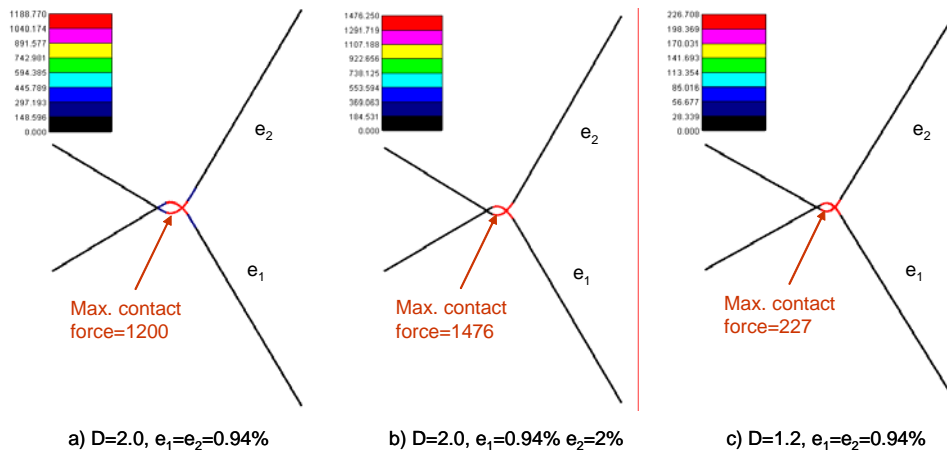 1188.770
1040.174
891.577
742.981
594.385
445.789
297.193
148.596
0.000
e2
e1
Max. contact
force=1200
a) D=2.0, e1=e2=0.94%
1476.250
1291.719
1107.188
922.656
738.125
553.594
369.063
184.531
0.000
e2
e1
Max. contact
force=1476
b) D=2.0, e1=0.94% e2=2%
226.708
198.369
170.031
141.693
113.354
85.016
56.677
28.339
0.000
e2
e1
Max. contact
force=227
c) D=1.2, e1=e2=0.94%